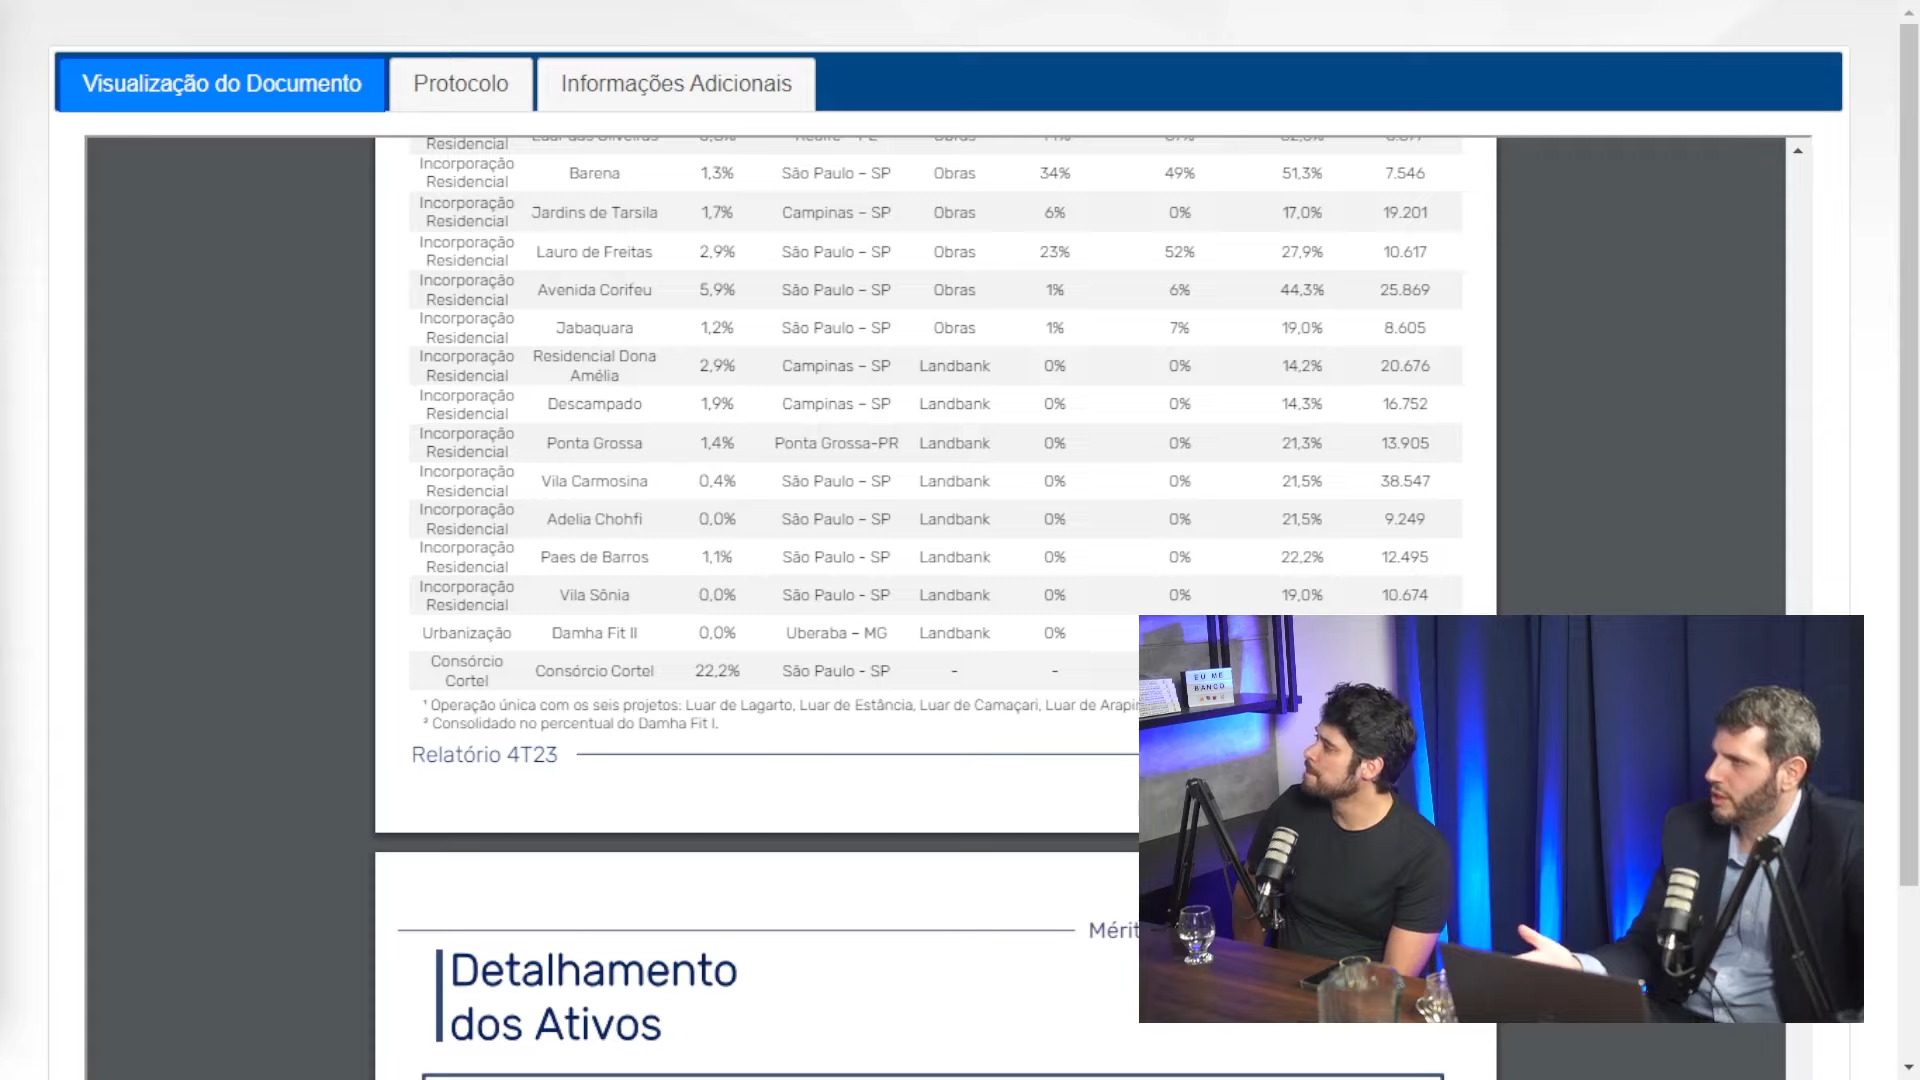 Visualização do Documento Protocolo Informações Adicionais
Residencial
Incorporação Residencial Barena 1,3% São Paulo – SP Obras 34% 49% 51,3% 7.546
Incorporação Residencial Jardins de Tarsila 1,7% Campinas – SP Obras 6% 0% 17,0% 19.201
Incorporação Residencial Lauro de Freitas 2,9% São Paulo – SP Obras 23% 52% 27,9% 10.617
Incorporação Residencial Avenida Corifeu 5,9% São Paulo – SP Obras 1% 6% 44,3% 25.869
Incorporação Residencial Jabaquara 1,2% São Paulo – SP Obras 1% 7% 19,0% 8.605
Incorporação Residencial Residencial Dona Amélia 2,9% Campinas – SP Landbank 0% 0% 14,2% 20.676
Incorporação Residencial Descampado 1,9% Campinas – SP Landbank 0% 0% 14,3% 16.752
Incorporação Residencial Ponta Grossa 1,4% Ponta Grossa-PR Landbank 0% 0% 21,3% 13.905
Incorporação Residencial Vila Carmosina 0,4% São Paulo – SP Landbank 0% 0% 21,5% 38.547
Incorporação Residencial Adelia Chohfi 0,0% São Paulo – SP Landbank 0% 0% 21,5% 9.249
Incorporação Residencial Paes de Barros 1,1% São Paulo - SP Landbank 0% 0% 22,2% 12.495
Incorporação Residencial Vila Sônia 0,0% São Paulo - SP Landbank 0% 0% 19,0% 10.674
Urbanização Damha Fit II 0,0% Uberaba – MG Landbank 0%
Consórcio Cortel Consórcio Cortel 22,2% São Paulo - SP - -
¹ Operação única com os seis projetos: Luar de Lagarto, Luar de Estância, Luar de Camaçari, Luar de Arapir
² Consolidado no percentual do Damha Fit I.
Relatório 4T23
Mérit
Detalhamento
dos Ativos
EU ME
BANCO